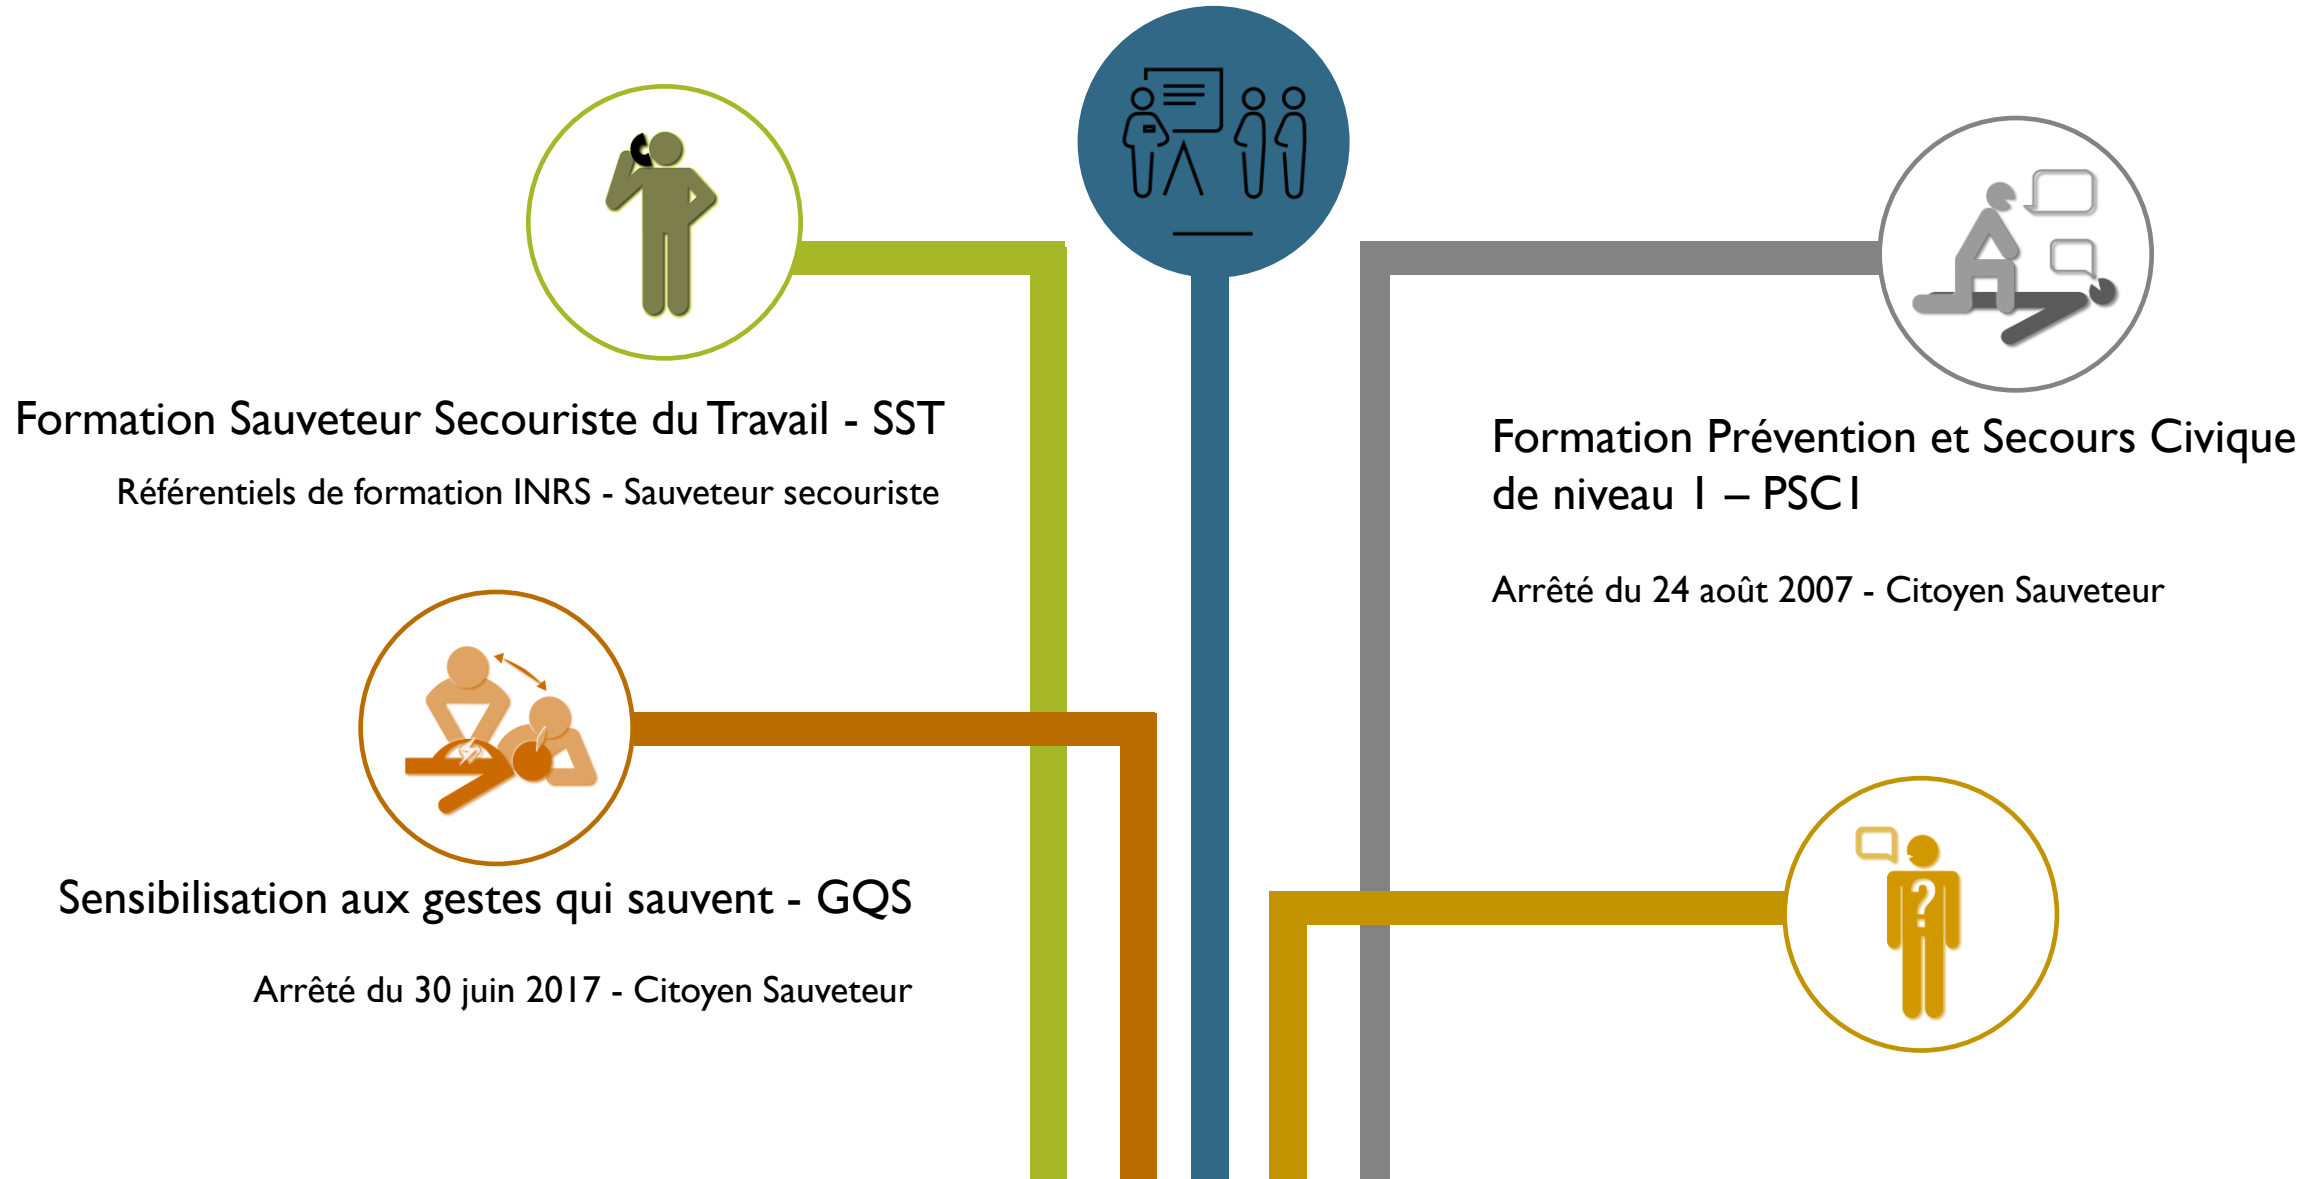 Formation Sauveteur Secouriste du Travail - SST
Référentiels de formation INRS - Sauveteur secouriste
Formation Prévention et Secours Civique
de niveau 1 – PSC1
Arrêté du 24 août 2007 - Citoyen Sauveteur
Sensibilisation aux gestes qui sauvent - GQS
Arrêté du 30 juin 2017 - Citoyen Sauveteur
?